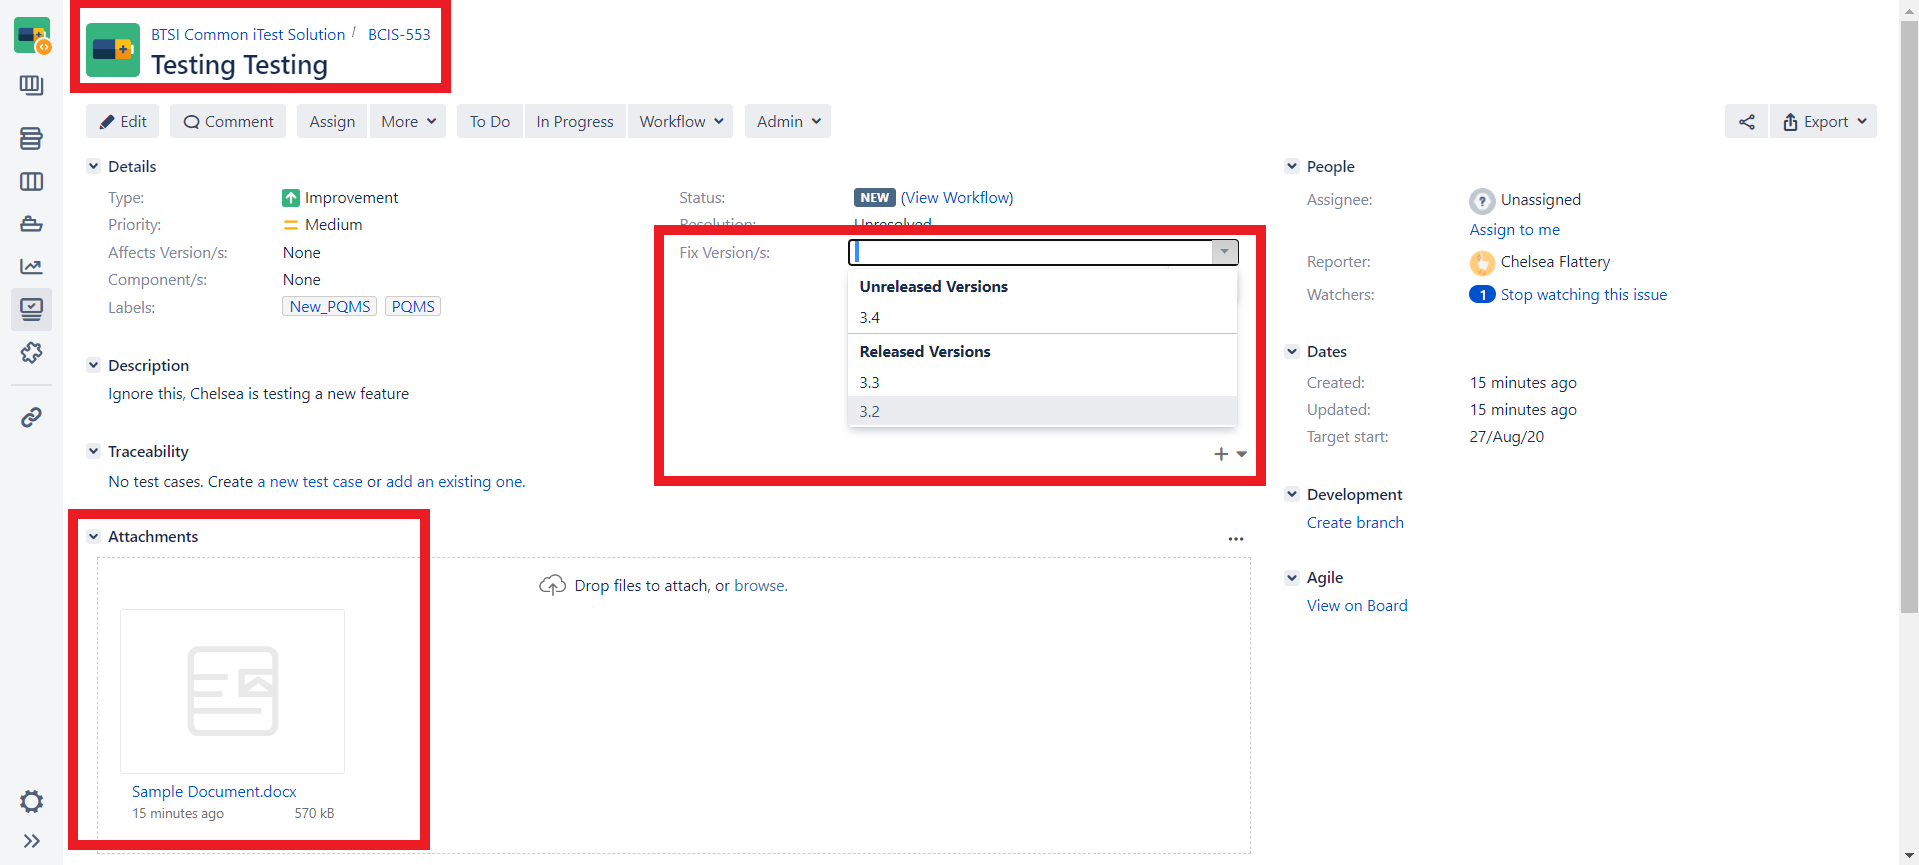 BTSI Common iTest Solution / BCIS-553
Testing Testing
Edit Comment Assign More To Do In Progress Workflow Admin Export
Details
Type: Improvement
Priority: Medium
Affects Version/s: None
Component/s: None
Labels: New_PQMS PQMS
Status: NEW (View Workflow)
Resolution: Unresolved
Fix Version/s:
Unreleased Versions
3.4
Released Versions
3.3
3.2
Description
Ignore this, Chelsea is testing a new feature
Traceability
No test cases. Create a new test case or add an existing one.
Attachments
Drop files to attach, or browse.
Sample Document.docx
15 minutes ago 570 kB
People
Assignee: Unassigned
Assign to me
Reporter: Chelsea Flattery
Watchers: 1 Stop watching this issue
Dates
Created: 15 minutes ago
Updated: 15 minutes ago
Target start: 27/Aug/20
Development
Create branch
Agile
View on Board